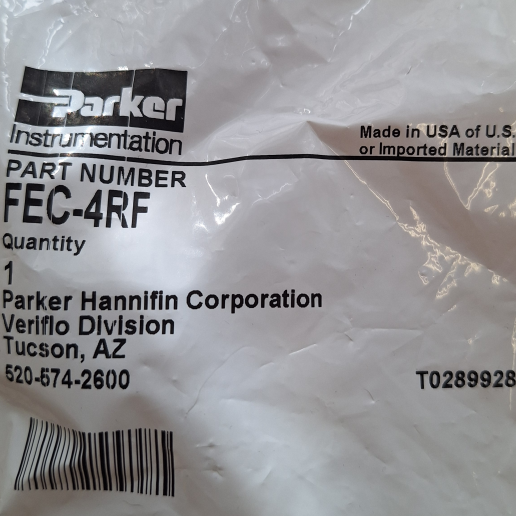 Parker
Instrumentation
Made in USA of U.S.
or Imported Material
PART NUMBER
FEC-4RF
Quantity
1
Parker Hannifin Corporation
Veriflo Division
Tucson, AZ
520-574-2600
T0289928